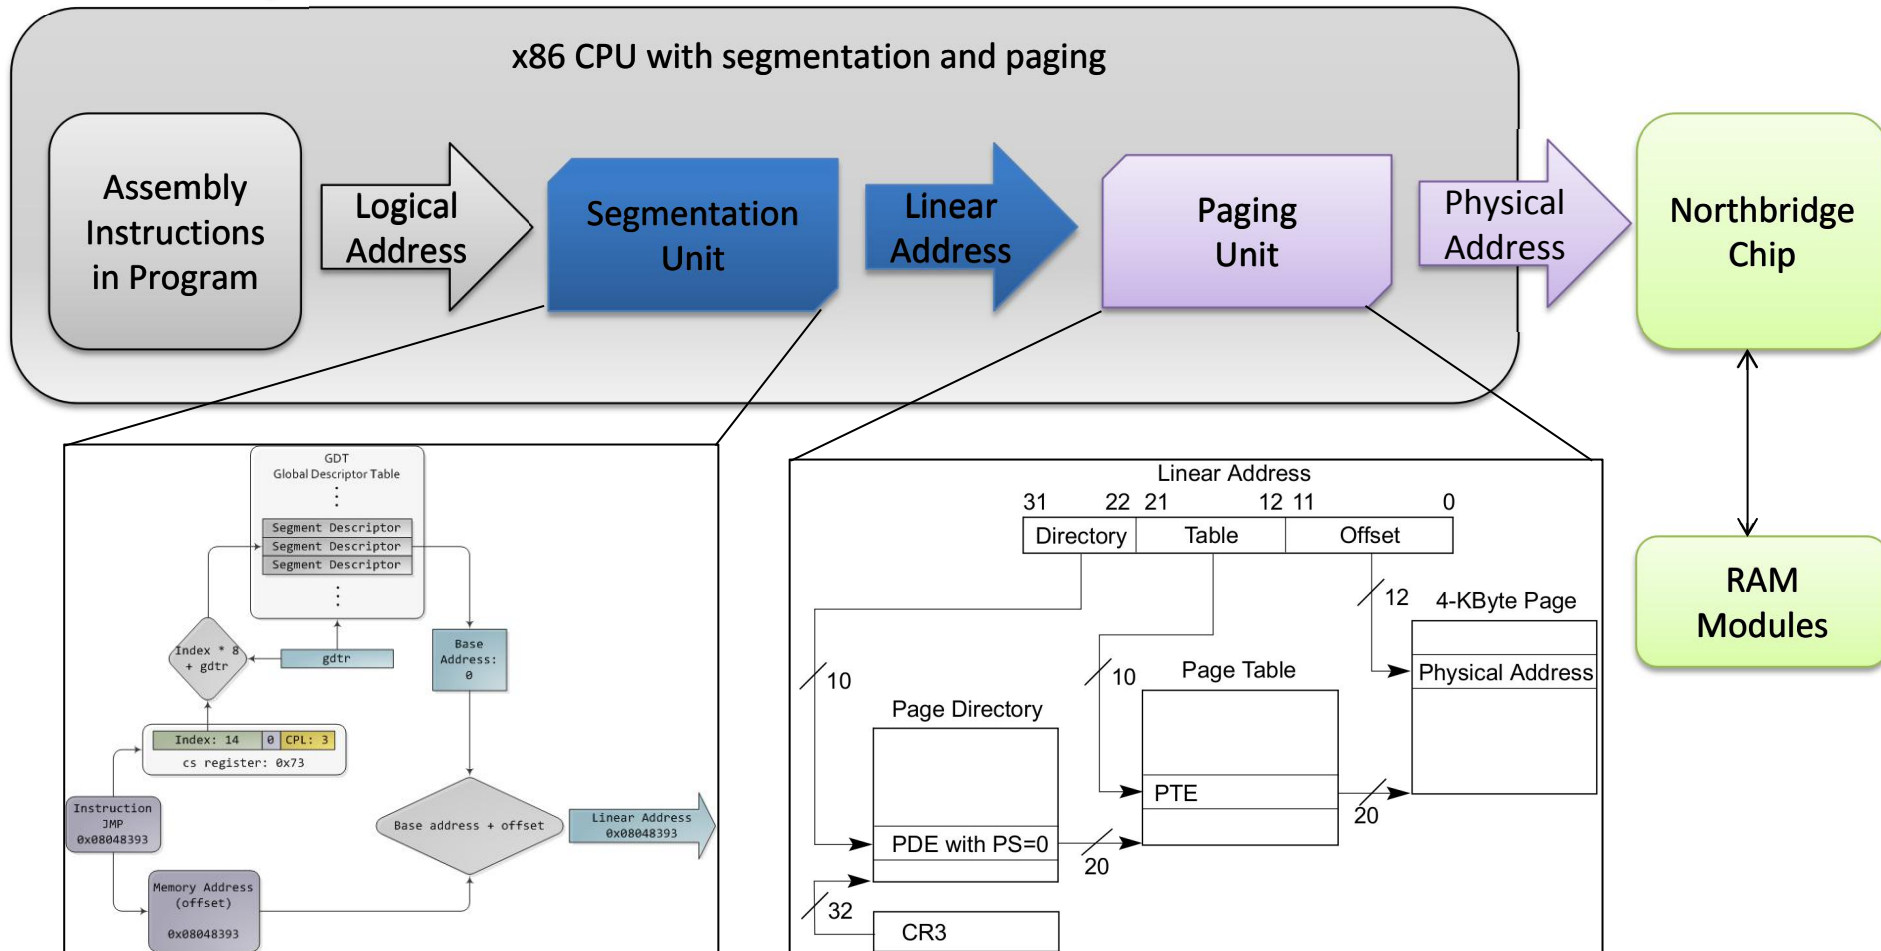 x86 CPU with segmentation and paging
Assembly
Instructions
in Program
Logical
Address
Segmentation
Unit
Linear
Address
Paging
Unit
Physical
Address
Northbridge
Chip
RAM
Modules
GDT
Global Descriptor Table
Segment Descriptor
Segment Descriptor
Segment Descriptor
Index * 8
+ gdtr
gdtr
Base
Address:
0
Index: 14 0 CPL: 3
cs register: 0x73
Instruction
JMP
0x08048393
Base address + offset
Linear Address
0x08048393
Memory Address
(offset)
0x08048393
Linear Address
31 22 21 12 11 0
Directory Table Offset
12
4-KByte Page
Physical Address
10
10
Page Table
PTE
20
Page Directory
PDE with PS=0
20
32
CR3